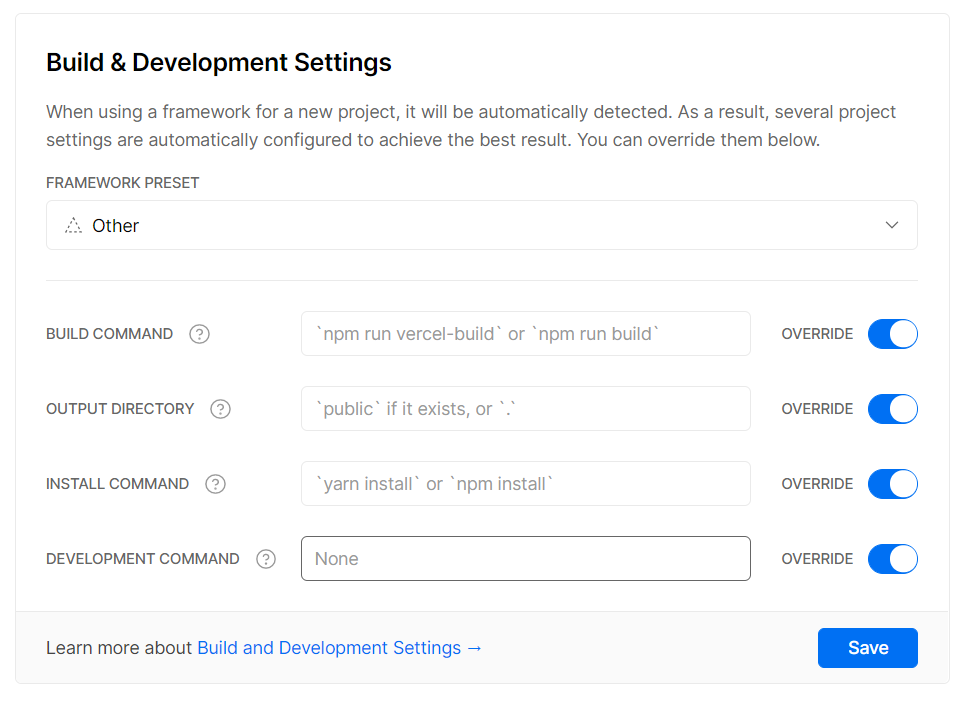 Build & Development Settings
When using a framework for a new project, it will be automatically detected. As a result, several project
settings are automatically configured to achieve the best result. You can override them below.
FRAMEWORK PRESET
Other
BUILD COMMAND ? `npm run vercel-build` or `npm run build` OVERRIDE
OUTPUT DIRECTORY ? `public` if it exists, or `.` OVERRIDE
INSTALL COMMAND ? `yarn install` or `npm install` OVERRIDE
DEVELOPMENT COMMAND ? None OVERRIDE
Learn more about Build and Development Settings → Save